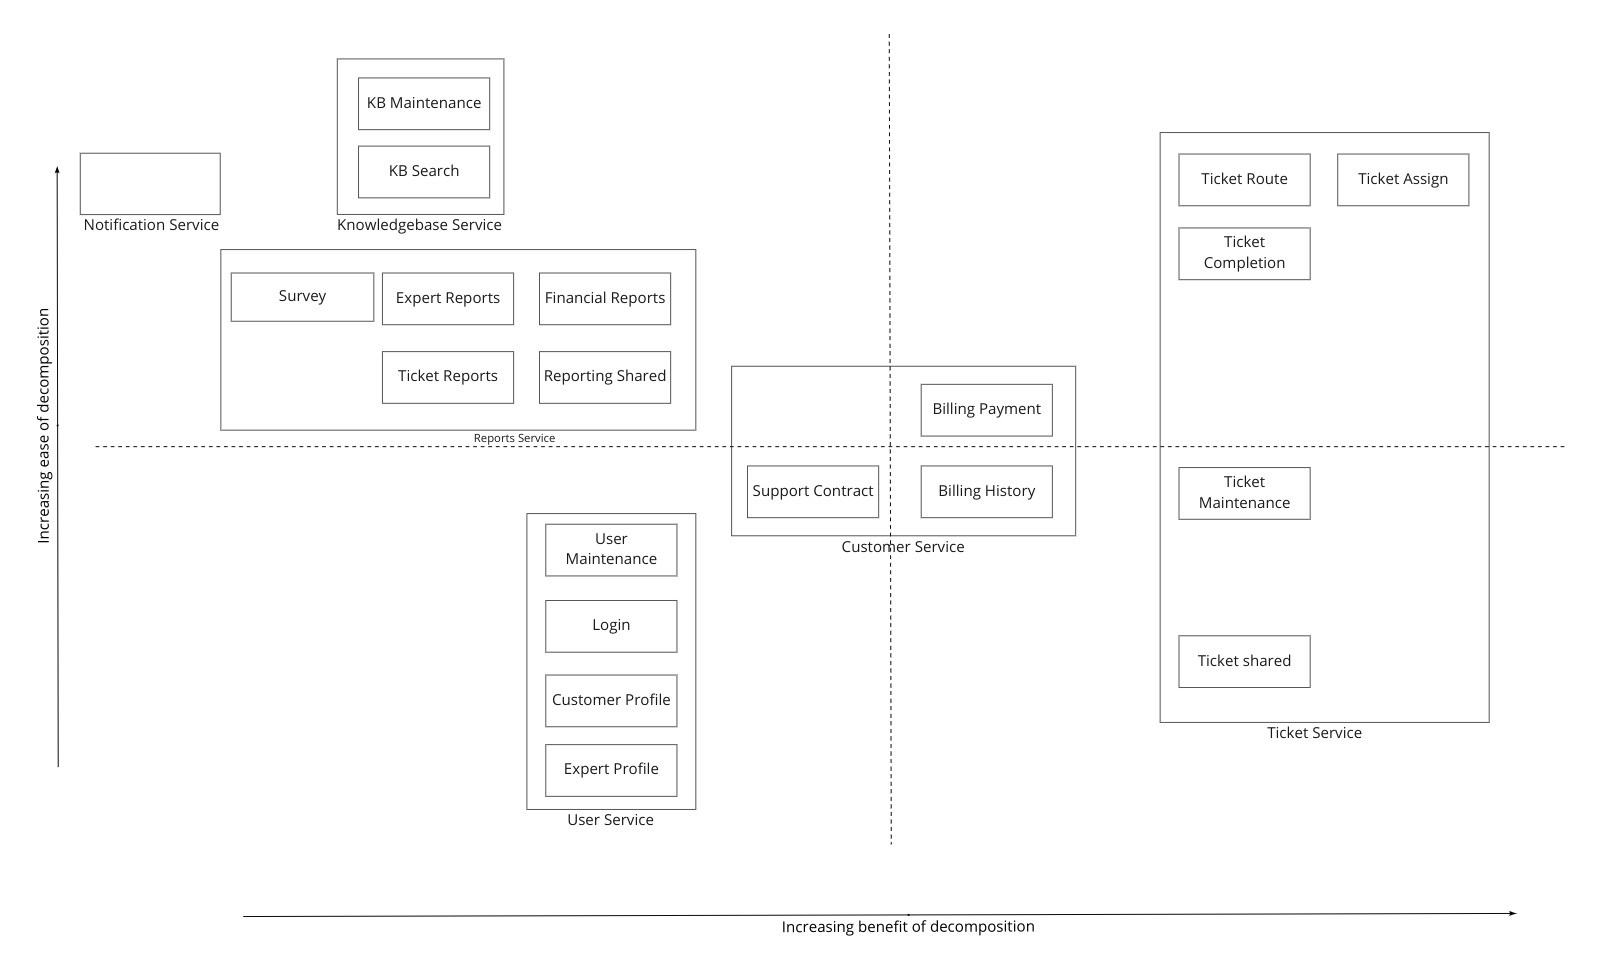 KB Maintenance
KB Search
Knowledgebase Service
Notification Service
Ticket Route
Ticket Assign
Ticket
Completion
Survey
Expert Reports
Financial Reports
Ticket Reports
Reporting Shared
Reports Service
Increasing ease of decomposition
Billing Payment
Support Contract
Billing History
Customer Service
Ticket
Maintenance
Ticket shared
Ticket Service
User
Maintenance
Login
Customer Profile
Expert Profile
User Service
Increasing benefit of decomposition